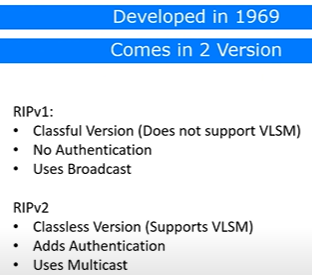 Developed in 1969
Comes in 2 Version
RIPv1:
• Classful Version (Does not support VLSM)
• No Authentication
• Uses Broadcast
RIPv2
• Classless Version (Supports VLSM)
• Adds Authentication
• Uses Multicast